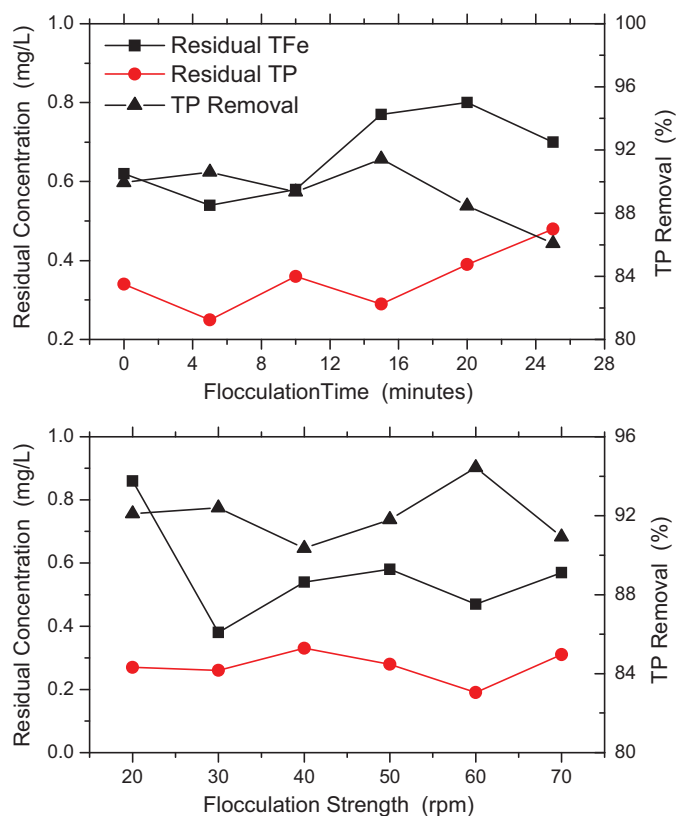 1.0
0.8
0.6
0.4
0.2
Residual Concentration (mg/L)
Residual TFe
Residual TP
TP Removal
100
96
92
88
84
80
TP Removal (%)
0 4 8 12 16 20 24 28
FlocculationTime (minutes)
1.0
0.8
0.6
0.4
0.2
0.0
Residual Concentration (mg/L)
96
92
88
84
80
TP Removal (%)
20 30 40 50 60 70
Flocculation Strength (rpm)